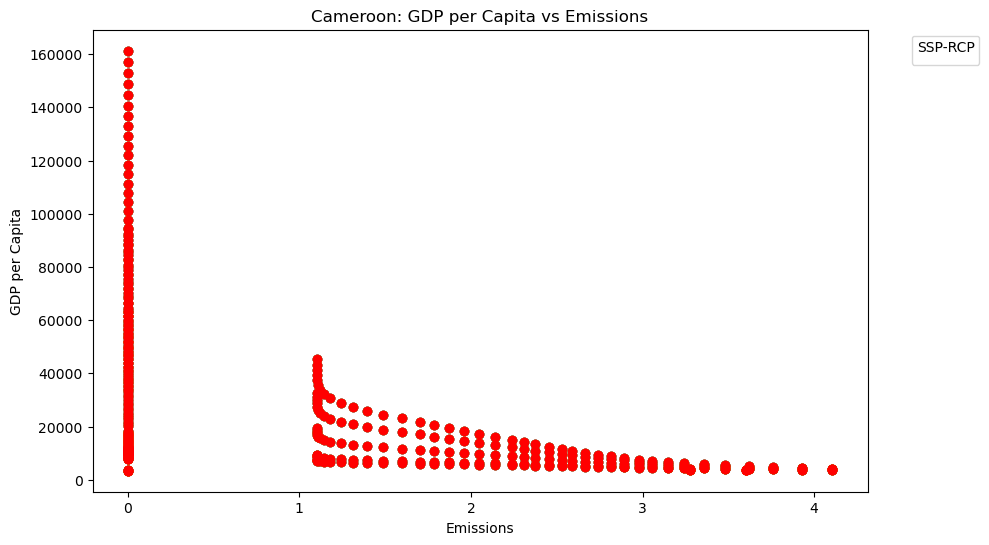 Cameroon: GDP per Capita vs Emissions
SSP-RCP
160000
140000
120000
100000
80000
60000
40000
20000
0
GDP per Capita
0 1 2 3 4
Emissions